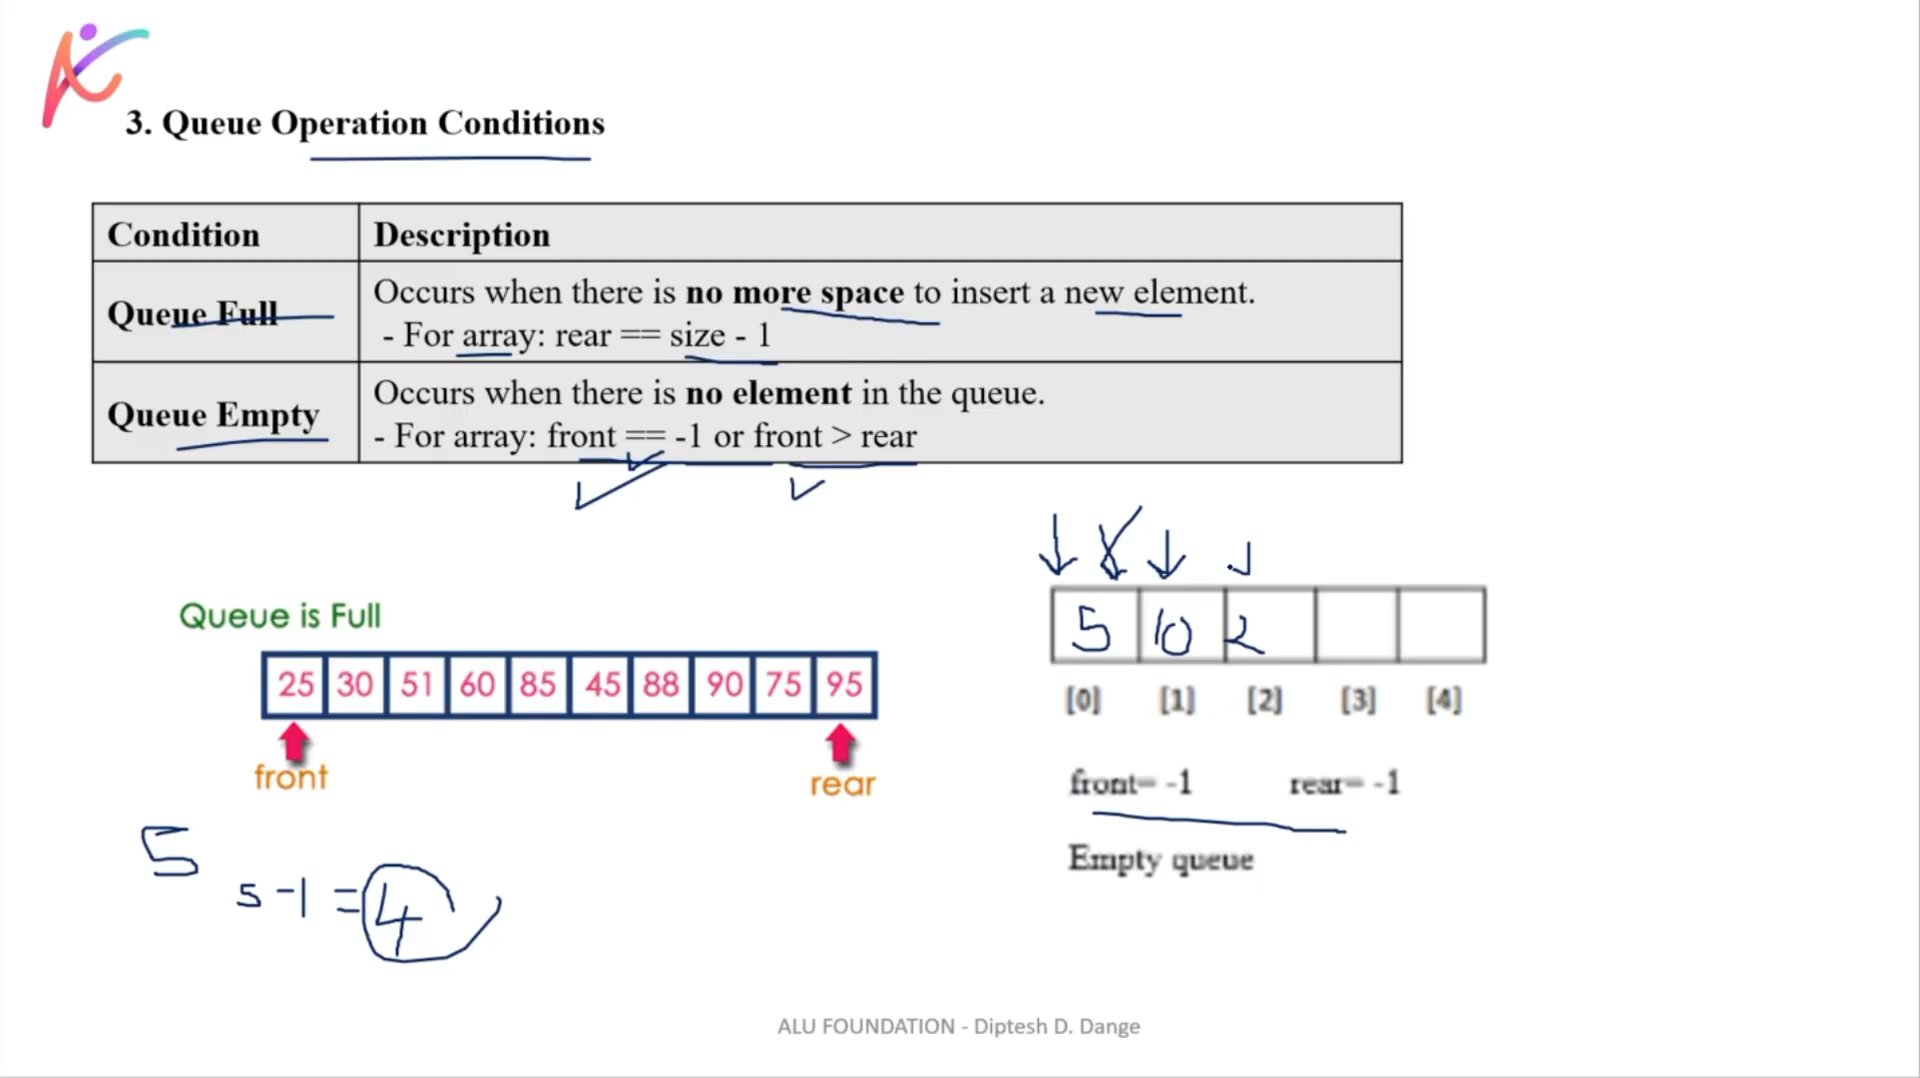 3. Queue Operation Conditions
Condition Description
Queue Full
Occurs when there is no more space to insert a new element.
- For array: rear == size - 1
Queue Empty
Occurs when there is no element in the queue.
- For array: front == -1 or front > rear
Queue is Full
25 30 51 60 85 45 88 90 75 95
front rear
5 10 2
[0] [1] [2] [3] [4]
front= -1 rear= -1
Empty queue
5
5 -1 = 4
ALU FOUNDATION - Diptesh D. Dange